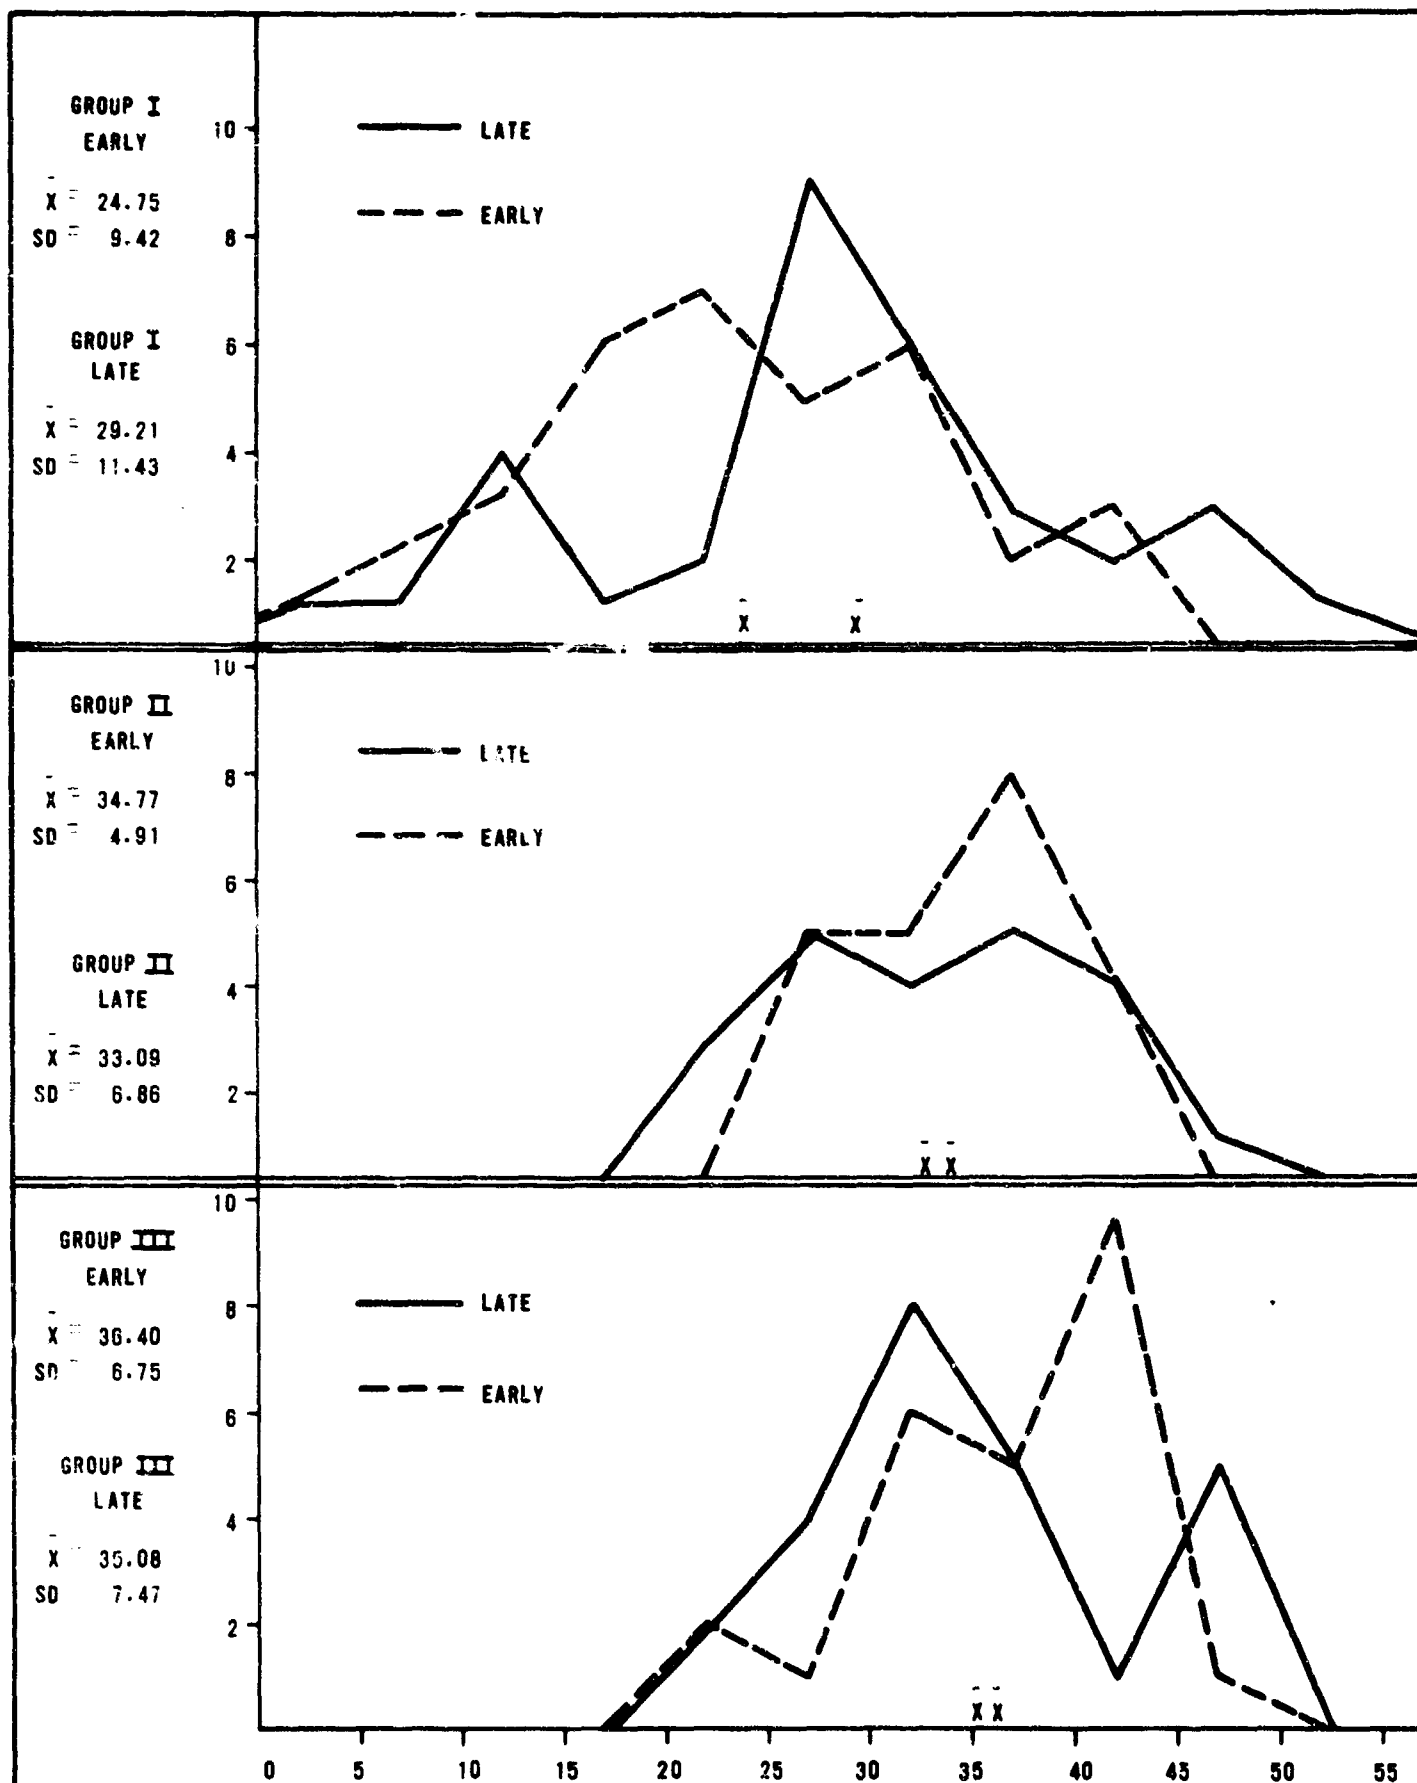 GROUP I
EARLY
X̄ = 24.75
SD = 9.42
GROUP I
LATE
X̄ = 29.21
SD = 11.43
10
8
6
4
2
LATE
EARLY
X̄ X̄
GROUP II
EARLY
X̄ = 34.77
SD = 4.91
GROUP II
LATE
X̄ = 33.09
SD = 6.86
10
8
6
4
2
LATE
EARLY
X̄ X̄
GROUP III
EARLY
X̄ = 36.40
SD = 6.75
GROUP III
LATE
X̄ = 35.08
SD 7.47
10
8
6
4
2
LATE
EARLY
X̄ X̄
0 5 10 15 20 25 30 35 40 45 50 55